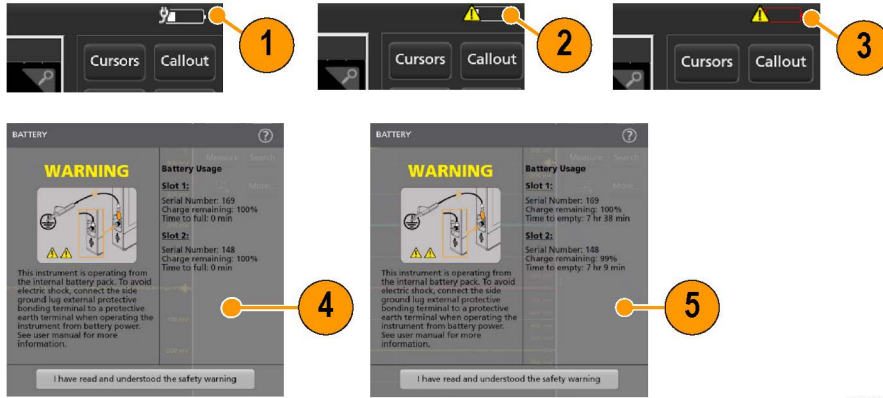 1
2
3
Cursors Callout
Cursors Callout
Cursors Callout
BATTERY
WARNING
This instrument is operating from
the internal battery pack. To avoid
electric shock, connect the side
ground lug external protective
bonding terminal to a protective
earth terminal when operating the
instrument from battery power.
See user manual for more
information.
Measure Search
Battery Usage
Slot 1:
More...
Serial Number: 169
Charge remaining: 100%
Time to full: 0 min
Slot 2:
Serial Number: 148
Charge remaining: 100%
Time to full: 0 min
4
I have read and understood the safety warning
BATTERY
WARNING
This instrument is operating from
the internal battery pack. To avoid
electric shock, connect the side
ground lug external protective
bonding terminal to a protective
earth terminal when operating the
instrument from battery power.
See user manual for more
information.
Measure Search
Battery Usage
Slot 1:
More...
Serial Number: 169
Charge remaining: 100%
Time to empty: 7 hr 38 min
Slot 2:
Serial Number: 148
Charge remaining: 99%
Time to empty: 7 hr 9 min
5
I have read and understood the safety warning